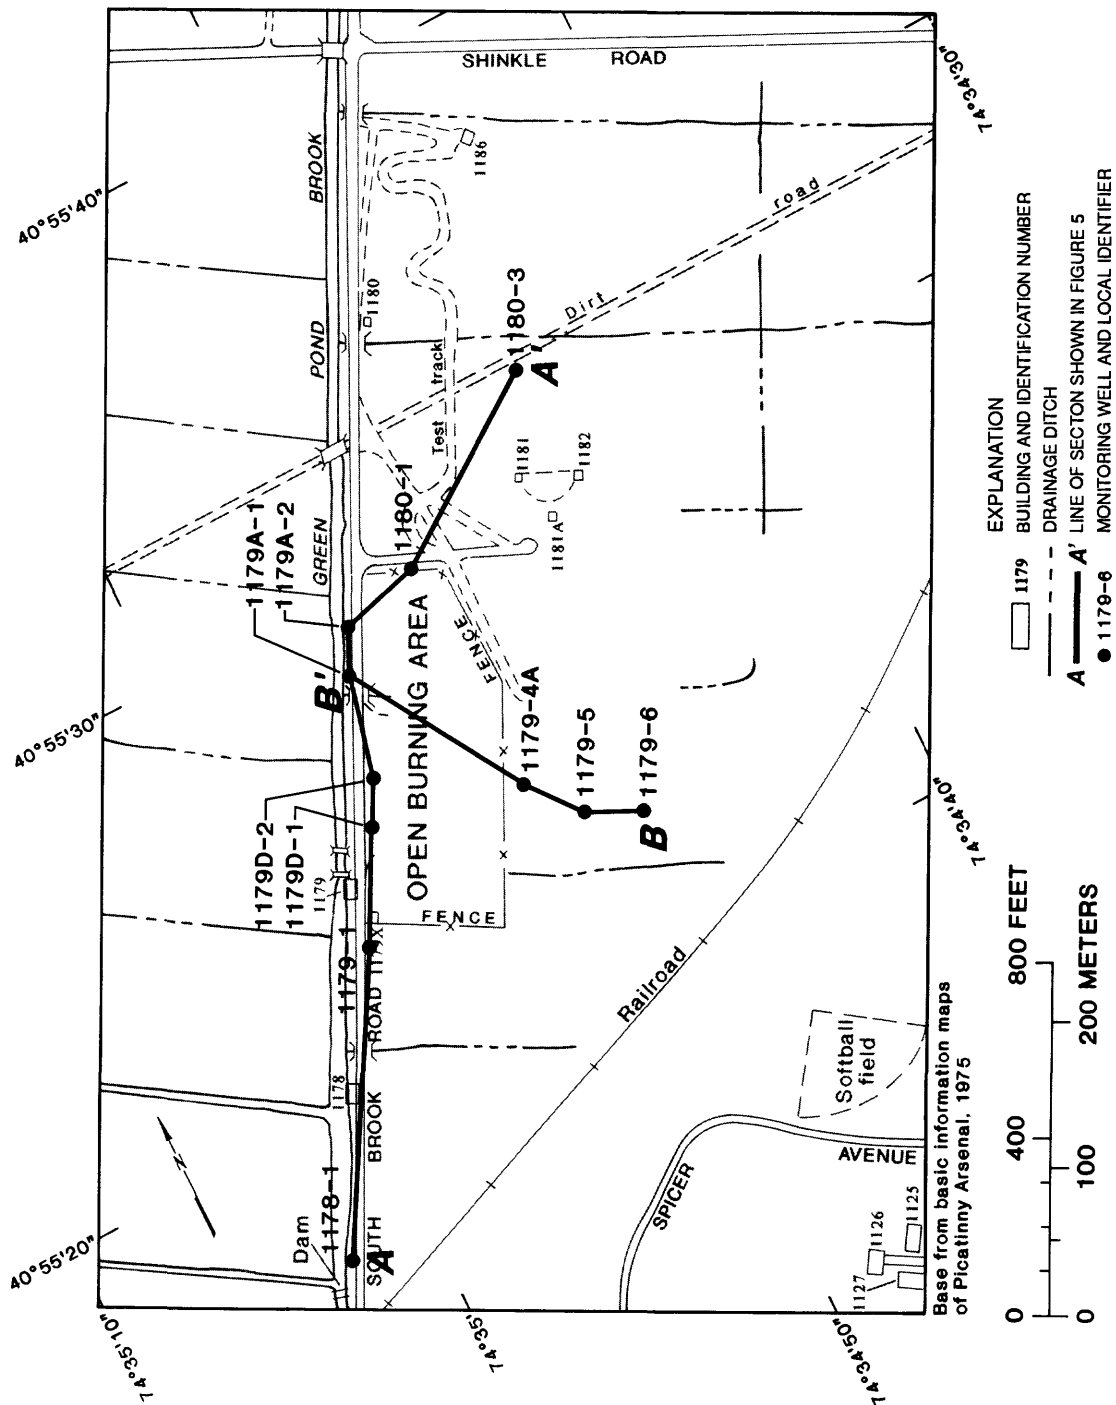 40°55'20"
40°55'30"
40°55'40"
74°35'10"
74°35'
74°34'50"
74°34'40"
74°34'30"
N
Dam
1178-1
A
SOUTH BROOK ROAD
1178
1179-1
1179
1179D-2
1179D-1
B'
1179A-1
1179A-2
GREEN POND BROOK
OPEN BURNING AREA
FENCE
FENCE
1180-1
Test track
1180
1186
SHINKLE ROAD
1180-3
A'
Dirt road
1181
1182
1181A
1179-4A
1179-5
1179-6
B
Railroad
Softball
field
SPICER AVENUE
1125
1126
1127
Base from basic information maps
of Picatinny Arsenal, 1975
0 400 800 FEET
0 100 200 METERS
EXPLANATION
1179 BUILDING AND IDENTIFICATION NUMBER
DRAINAGE DITCH
A A' LINE OF SECTON SHOWN IN FIGURE 5
1179-6 MONITORING WELL AND LOCAL IDENTIFIER